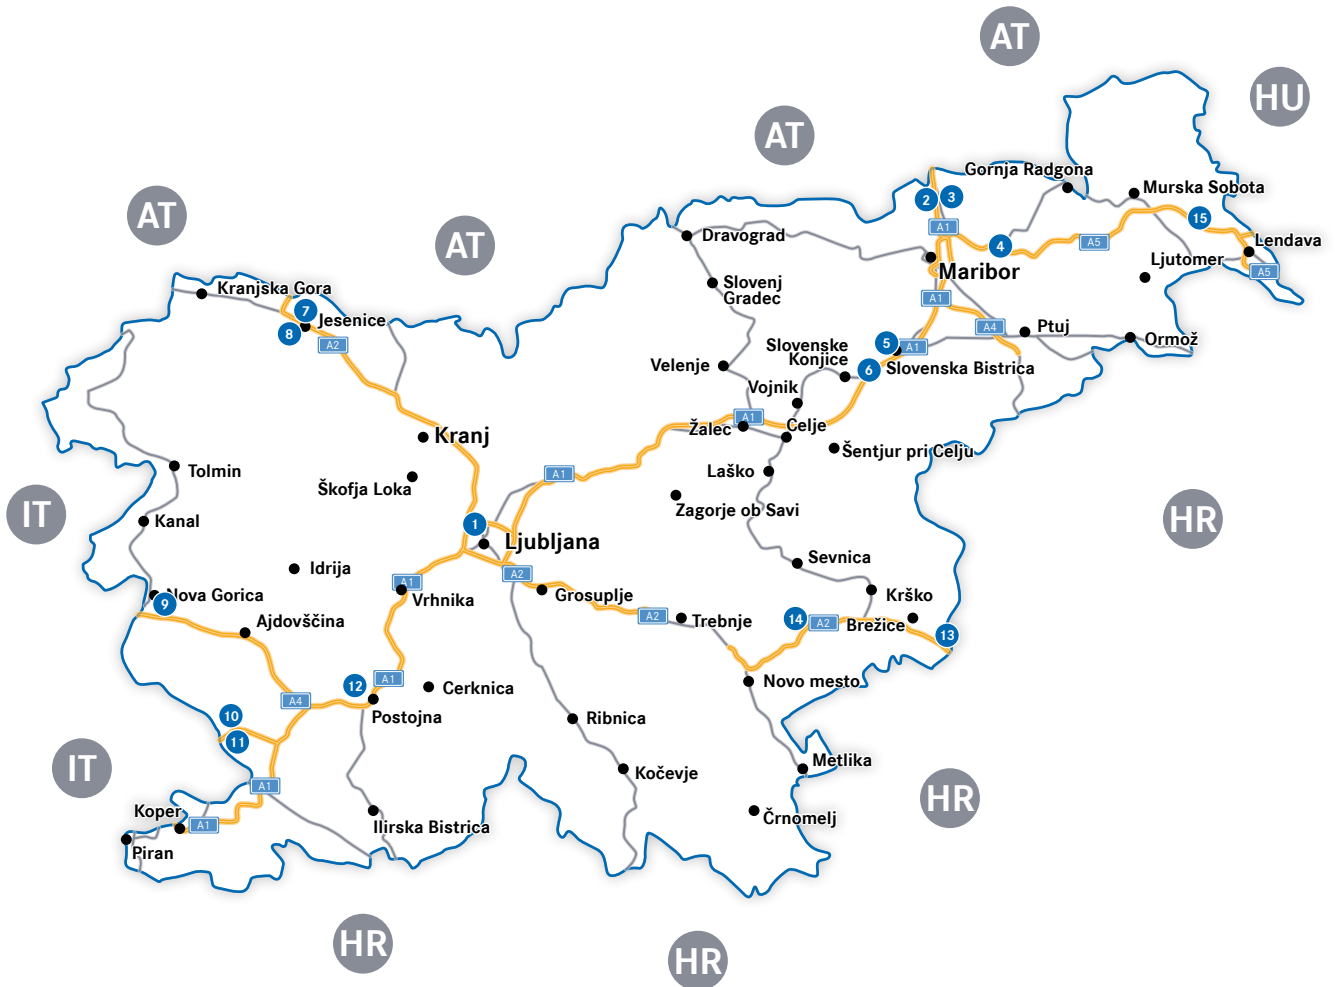 AT
HU
AT
Gornja Radgona
Murska Sobota
2
3
AT
15
A1
Dravograd
4
A5
Lendava
AT
Maribor
Ljutomer
A5
Slovenj
Gradec
Kranjska Gora
A1
7
Jesenice
A4
Ptuj
8
A2
Slovenske
Konjice
5
A1
Ormož
Velenje
6
Slovenska Bistrica
Vojnik
A1
Žalec
Celje
Kranj
Šentjur pri Celju
Tolmin
A1
Laško
Škofja Loka
IT
Zagorje ob Savi
HR
Kanal
1
Ljubljana
Sevnica
Idrija
A2
A1
Nova Gorica
9
Vrhnika
Grosuplje
Krško
Ajdovščina
A2
Trebnje
14
A2
Brežice
13
12
A1
Cerknica
Novo mesto
A4
Postojna
10
Ribnica
11
IT
Metlika
Kočevje
A1
HR
Koper
A1
Ilirska Bistrica
Črnomelj
Piran
HR
HR